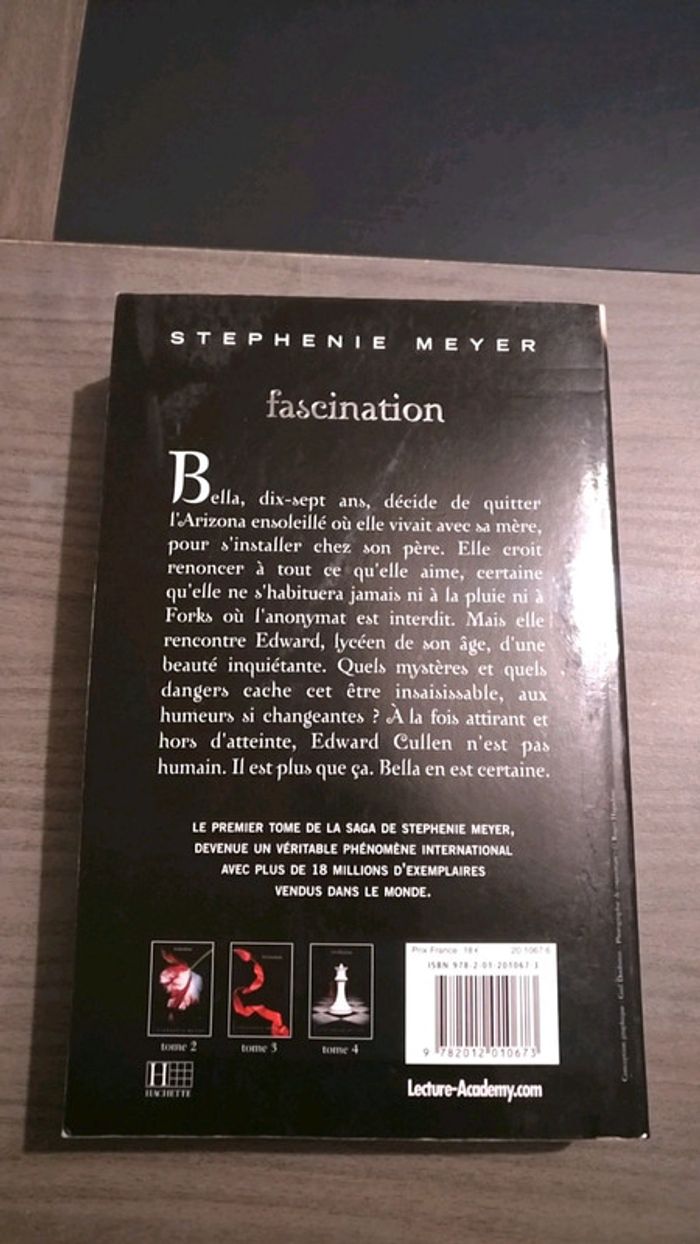 STEPHENIE MEYER
fascination
Bella, dix-sept ans, décide de quitter
l'Arizona ensoleillé où elle vivait avec sa mère,
pour s'installer chez son père. Elle croit
renoncer à tout ce qu'elle aime, certaine
qu'elle ne s'habituera jamais ni à la pluie ni à
Forks où l'anonymat est interdit. Mais elle
rencontre Edward, lycéen de son âge, d'une
beauté inquiétante. Quels mystères et quels
dangers cache cet être insaisissable, aux
humeurs si changeantes ? À la fois attirant et
hors d'atteinte, Edward Cullen n'est pas
humain. Il est plus que ça. Bella en est certaine.
LE PREMIER TOME DE LA SAGA DE STEPHENIE MEYER,
DEVENUE UN VÉRITABLE PHÉNOMÈNE INTERNATIONAL
AVEC PLUS DE 18 MILLIONS D'EXEMPLAIRES
VENDUS DANS LE MONDE.
tome 2
tome 3
tome 4
H
HACHETTE
Prix France : 18€ 20.1067.6
ISBN 978-2-01-201067-3
9 782012 010673
Lecture-Academy.com